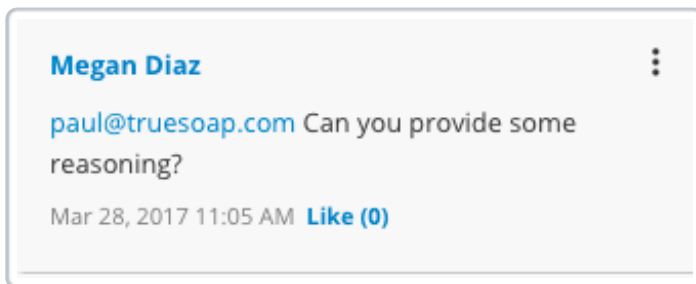 Megan Diaz
paul@truesoap.com Can you provide some
reasoning?
Mar 28, 2017 11:05 AM Like (0)